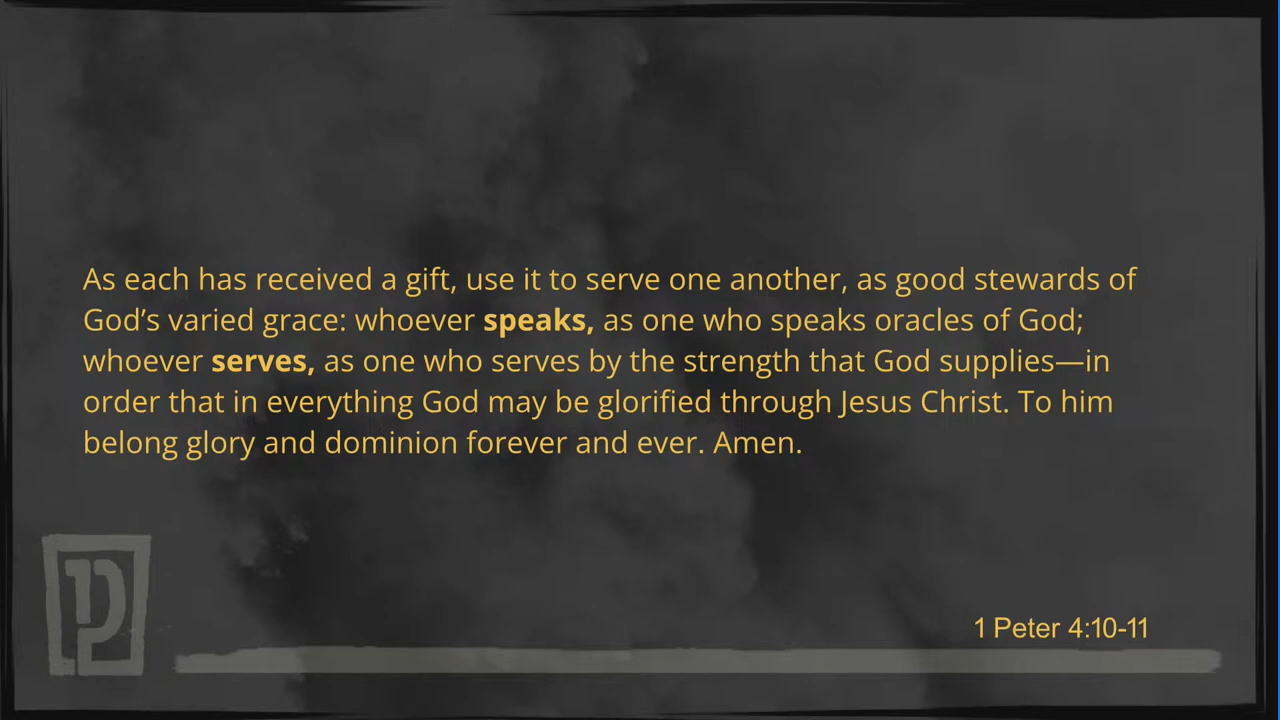 As each has received a gift, use it to serve one another, as good stewards of
God’s varied grace: whoever speaks, as one who speaks oracles of God;
whoever serves, as one who serves by the strength that God supplies—in
order that in everything God may be glorified through Jesus Christ. To him
belong glory and dominion forever and ever. Amen.
1 Peter 4:10-11